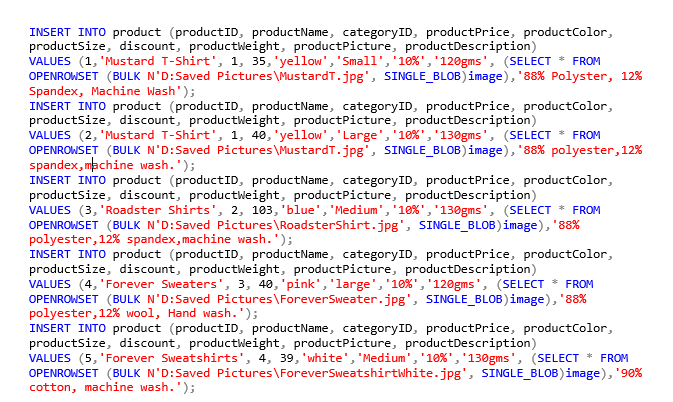 INSERT INTO product (productID, productName, categoryID, productPrice, productColor,
productSize, discount, productWeight, productPicture, productDescription)
VALUES (1,'Mustard T-Shirt', 1, 35,'yellow','Small','10%','120gms', (SELECT * FROM
OPENROWSET (BULK N'D:Saved Pictures\MustardT.jpg', SINGLE_BLOB)image),'88% Polyster, 12%
Spandex, Machine Wash');
INSERT INTO product (productID, productName, categoryID, productPrice, productColor,
productSize, discount, productWeight, productPicture, productDescription)
VALUES (2,'Mustard T-Shirt', 1, 40,'yellow','Large','10%','130gms', (SELECT * FROM
OPENROWSET (BULK N'D:Saved Pictures\MustardT.jpg', SINGLE_BLOB)image),'88% polyester,12%
spandex,machine wash.');
INSERT INTO product (productID, productName, categoryID, productPrice, productColor,
productSize, discount, productWeight, productPicture, productDescription)
VALUES (3,'Roadster Shirts', 2, 103,'blue','Medium','10%','130gms', (SELECT * FROM
OPENROWSET (BULK N'D:Saved Pictures\RoadsterShirt.jpg', SINGLE_BLOB)image),'88%
polyester,12% spandex,machine wash.');
INSERT INTO product (productID, productName, categoryID, productPrice, productColor,
productSize, discount, productWeight, productPicture, productDescription)
VALUES (4,'Forever Sweaters', 3, 40,'pink','large','10%','120gms', (SELECT * FROM
OPENROWSET (BULK N'D:Saved Pictures\ForeverSweater.jpg', SINGLE_BLOB)image),'88%
polyester,12% wool, Hand wash.');
INSERT INTO product (productID, productName, categoryID, productPrice, productColor,
productSize, discount, productWeight, productPicture, productDescription)
VALUES (5,'Forever Sweatshirts', 4, 39,'white','Medium','10%','130gms', (SELECT * FROM
OPENROWSET (BULK N'D:Saved Pictures\ForeverSweatshirtWhite.jpg', SINGLE_BLOB)image),'90%
cotton, machine wash.');